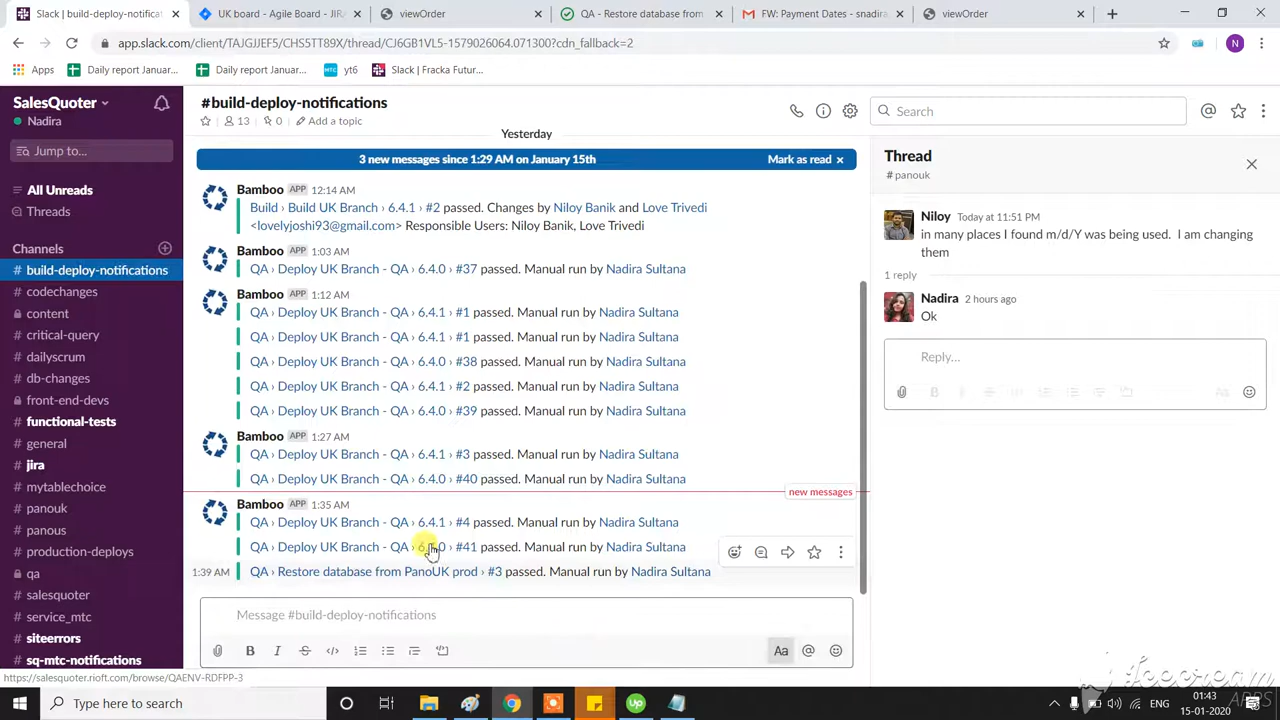 Slack | build-deploy-notificati
UK board - Agile Board - JIRA
viewOrder
QA - Restore database from
FW: Payment Dates - snadira
viewOrder
app.slack.com/client/TAJGJJEF5/CHS5TT89X/thread/CJ6GB1VL5-1579026064.071300?cdn_fallback=2
N
Apps
Daily report Januar...
Daily report Januar...
MTC yt6
Slack | Fracka Futur...
SalesQuoter
Nadira
Jump to...
All Unreads
Threads
Channels
# build-deploy-notifications
# codechanges
content
# critical-query
# dailyscrum
# db-changes
# front-end-devs
# functional-tests
# general
# jira
# mytablechoice
# panouk
# panous
# production-deploys
# qa
# salesquoter
# service_mtc
# siteerrors
# sq-mtc-notifications
#build-deploy-notifications
13 0 Add a topic
Search
Yesterday
3 new messages since 1:29 AM on January 15th Mark as read ×
Bamboo APP 12:14 AM
Build › Build UK Branch › 6.4.1 › #2 passed. Changes by Niloy Banik and Love Trivedi
<lovelyjoshi93@gmail.com> Responsible Users: Niloy Banik, Love Trivedi
Bamboo APP 1:03 AM
QA › Deploy UK Branch - QA › 6.4.0 › #37 passed. Manual run by Nadira Sultana
Bamboo APP 1:12 AM
QA › Deploy UK Branch - QA › 6.4.1 › #1 passed. Manual run by Nadira Sultana
QA › Deploy UK Branch - QA › 6.4.1 › #1 passed. Manual run by Nadira Sultana
QA › Deploy UK Branch - QA › 6.4.0 › #38 passed. Manual run by Nadira Sultana
QA › Deploy UK Branch - QA › 6.4.1 › #2 passed. Manual run by Nadira Sultana
QA › Deploy UK Branch - QA › 6.4.0 › #39 passed. Manual run by Nadira Sultana
Bamboo APP 1:27 AM
QA › Deploy UK Branch - QA › 6.4.1 › #3 passed. Manual run by Nadira Sultana
QA › Deploy UK Branch - QA › 6.4.0 › #40 passed. Manual run by Nadira Sultana
new messages
Bamboo APP 1:35 AM
QA › Deploy UK Branch - QA › 6.4.1 › #4 passed. Manual run by Nadira Sultana
QA › Deploy UK Branch - QA › 6.4.0 › #41 passed. Manual run by Nadira Sultana
1:39 AM QA › Restore database from PanoUK prod › #3 passed. Manual run by Nadira Sultana
Message #build-deploy-notifications
B I S Aa @
Thread
# panouk
Niloy Today at 11:51 PM
in many places I found m/d/Y was being used. I am changing
them
1 reply
Nadira 2 hours ago
Ok
Reply...
B I S Aa
https://salesquoter.rioft.com/browse/QAENV-RDFPP-3
Icecream
APPS
Type here to search
Up
ENG
01:43
15-01-2020